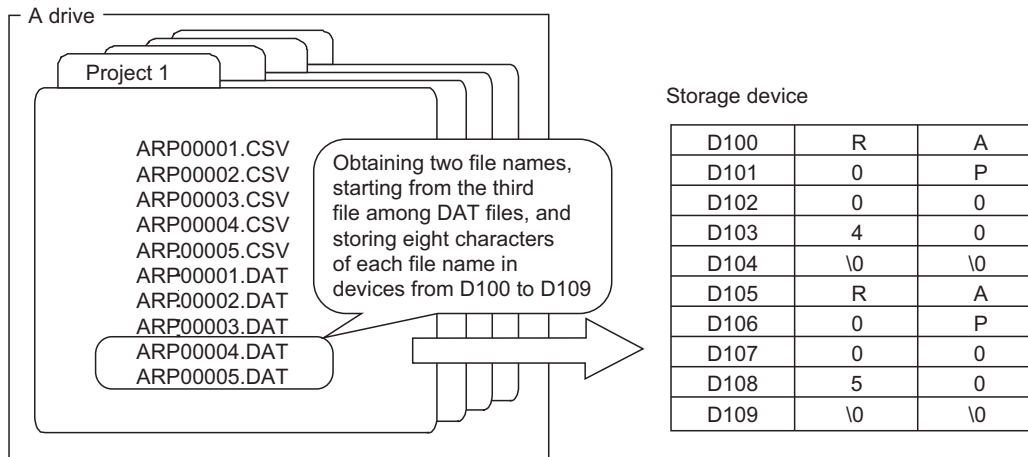 A drive
Project 1
ARP00001.CSV
ARP00002.CSV
ARP00003.CSV
ARP00004.CSV
ARP00005.CSV
ARP00001.DAT
ARP00002.DAT
ARP00003.DAT
ARP00004.DAT
ARP00005.DAT
Obtaining two file names,
starting from the third
file among DAT files, and
storing eight characters
of each file name in
devices from D100 to D109
Storage device
D100 R A
D101 0 P
D102 0 0
D103 4 0
D104 \0 \0
D105 R A
D106 0 P
D107 0 0
D108 5 0
D109 \0 \0